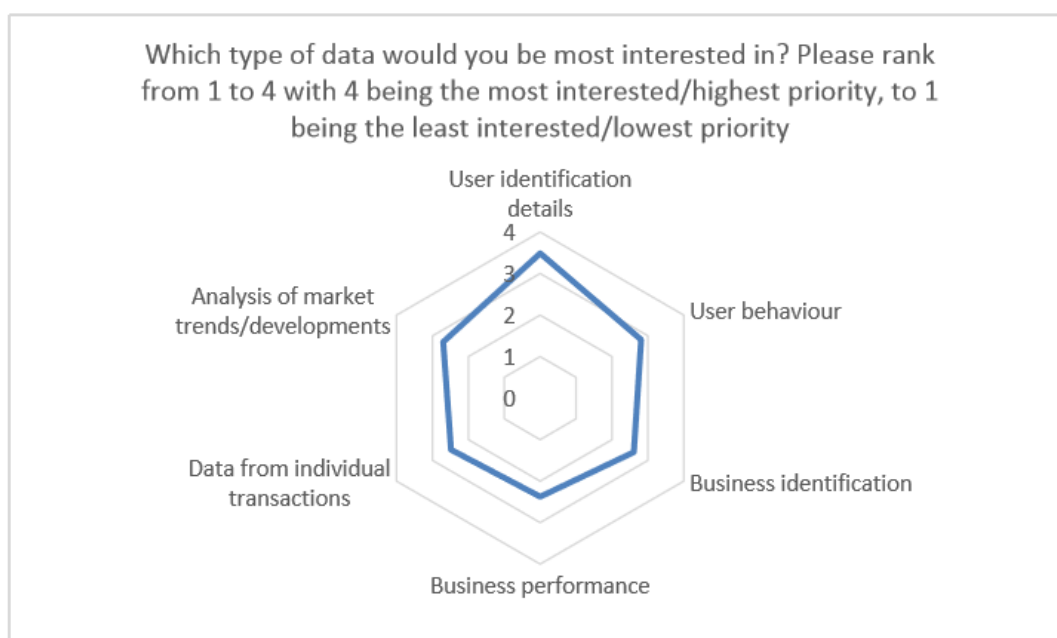 Which type of data would you be most interested in? Please rank
from 1 to 4 with 4 being the most interested/highest priority, to 1
being the least interested/lowest priority
User identification
details
4
3
2
1
0
Analysis of market
trends/developments
User behaviour
Data from individual
transactions
Business identification
Business performance